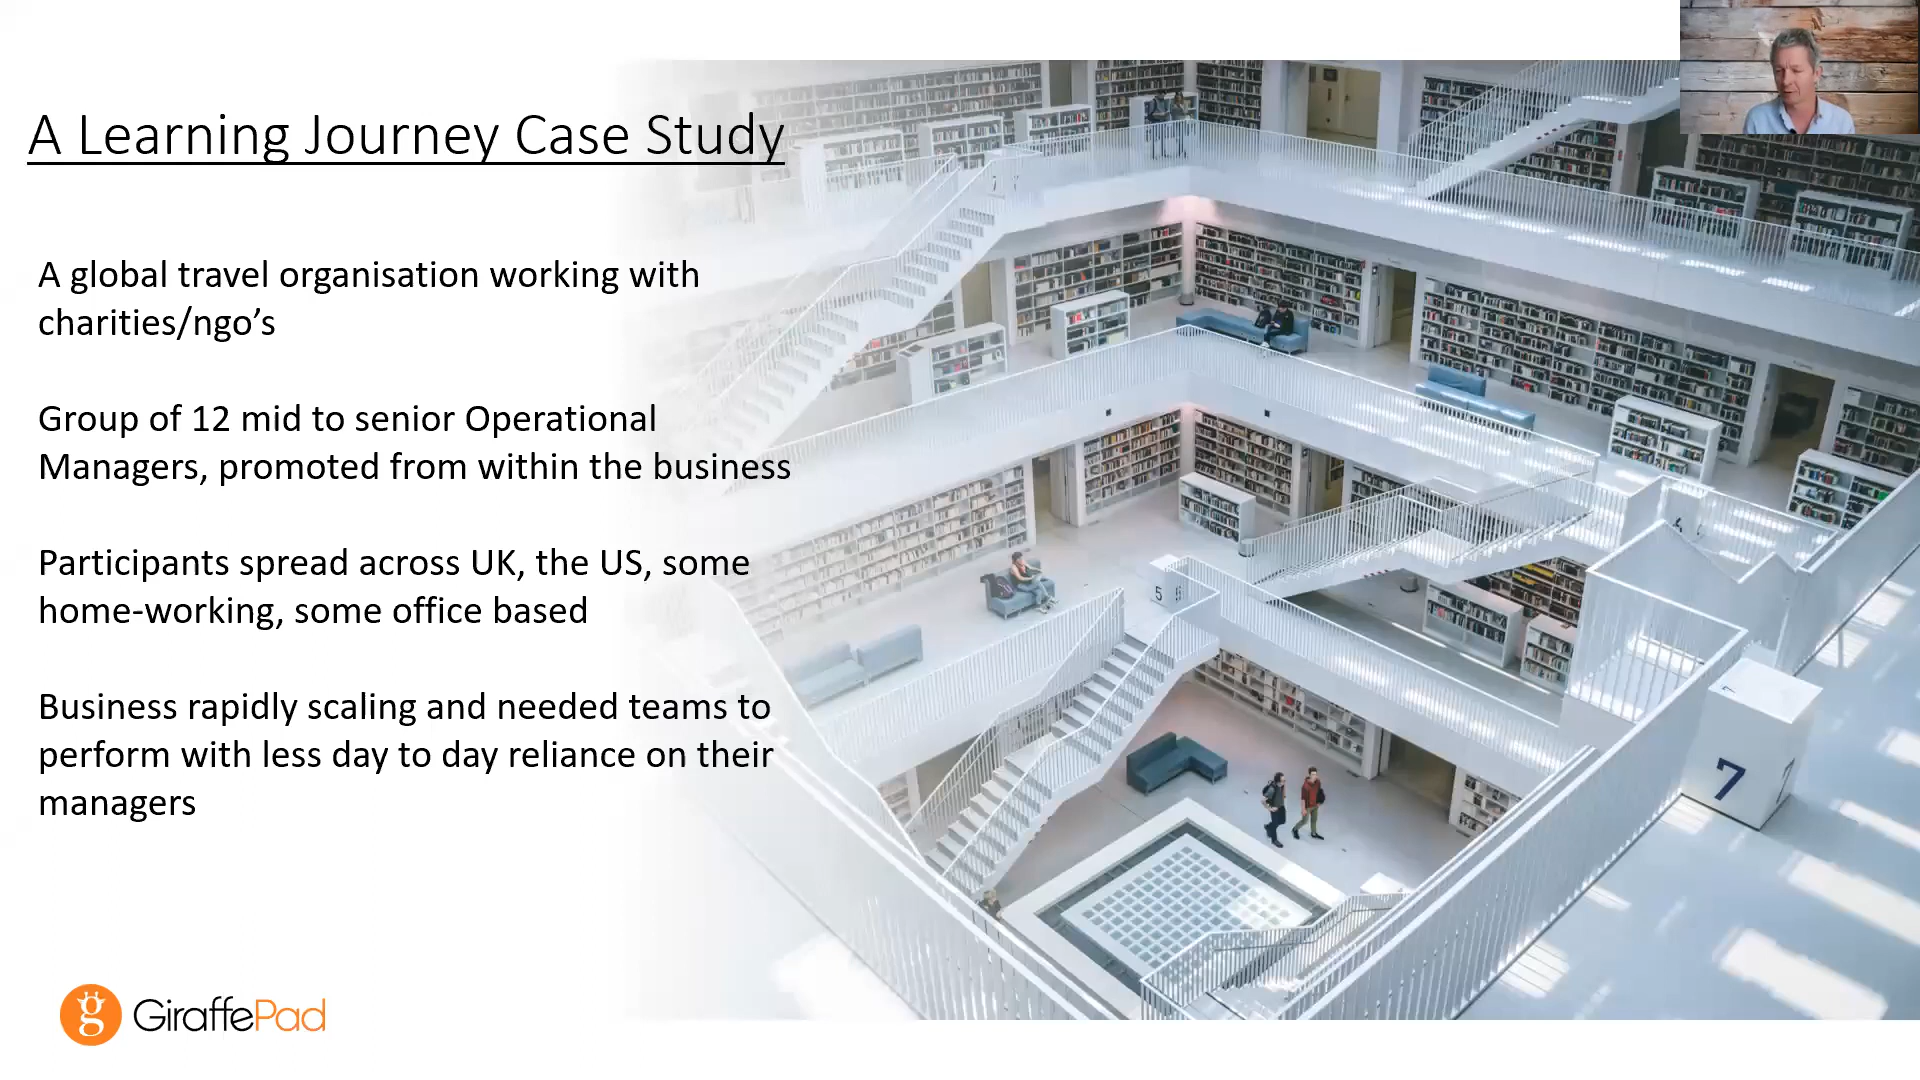 A Learning Journey Case Study
A global travel organisation working with
charities/ngo’s
Group of 12 mid to senior Operational
Managers, promoted from within the business
Participants spread across UK, the US, some
home-working, some office based
Business rapidly scaling and needed teams to
perform with less day to day reliance on their
managers
5
7
g GiraffePad